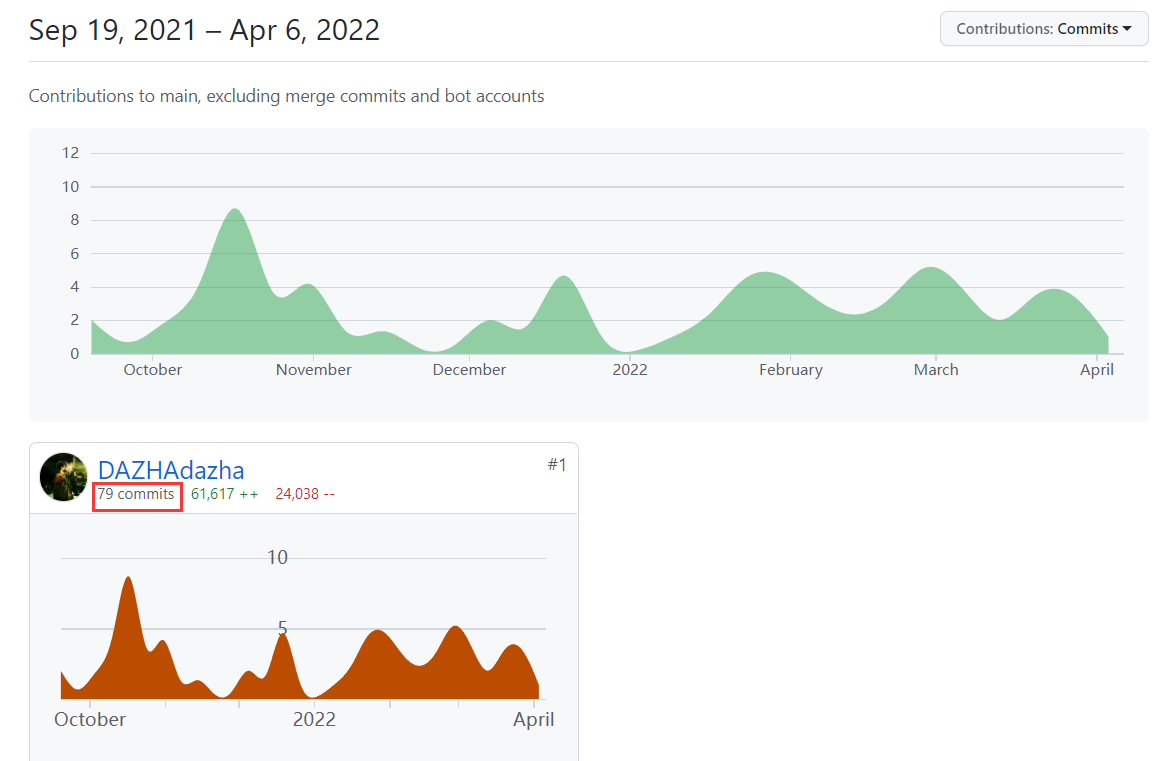 Sep 19, 2021 – Apr 6, 2022
Contributions: Commits
Contributions to main, excluding merge commits and bot accounts
12
10
8
6
4
2
0
October November December 2022 February March April
DAZHAdazha
#1
79 commits 61,617 ++ 24,038 --
10
5
October 2022 April